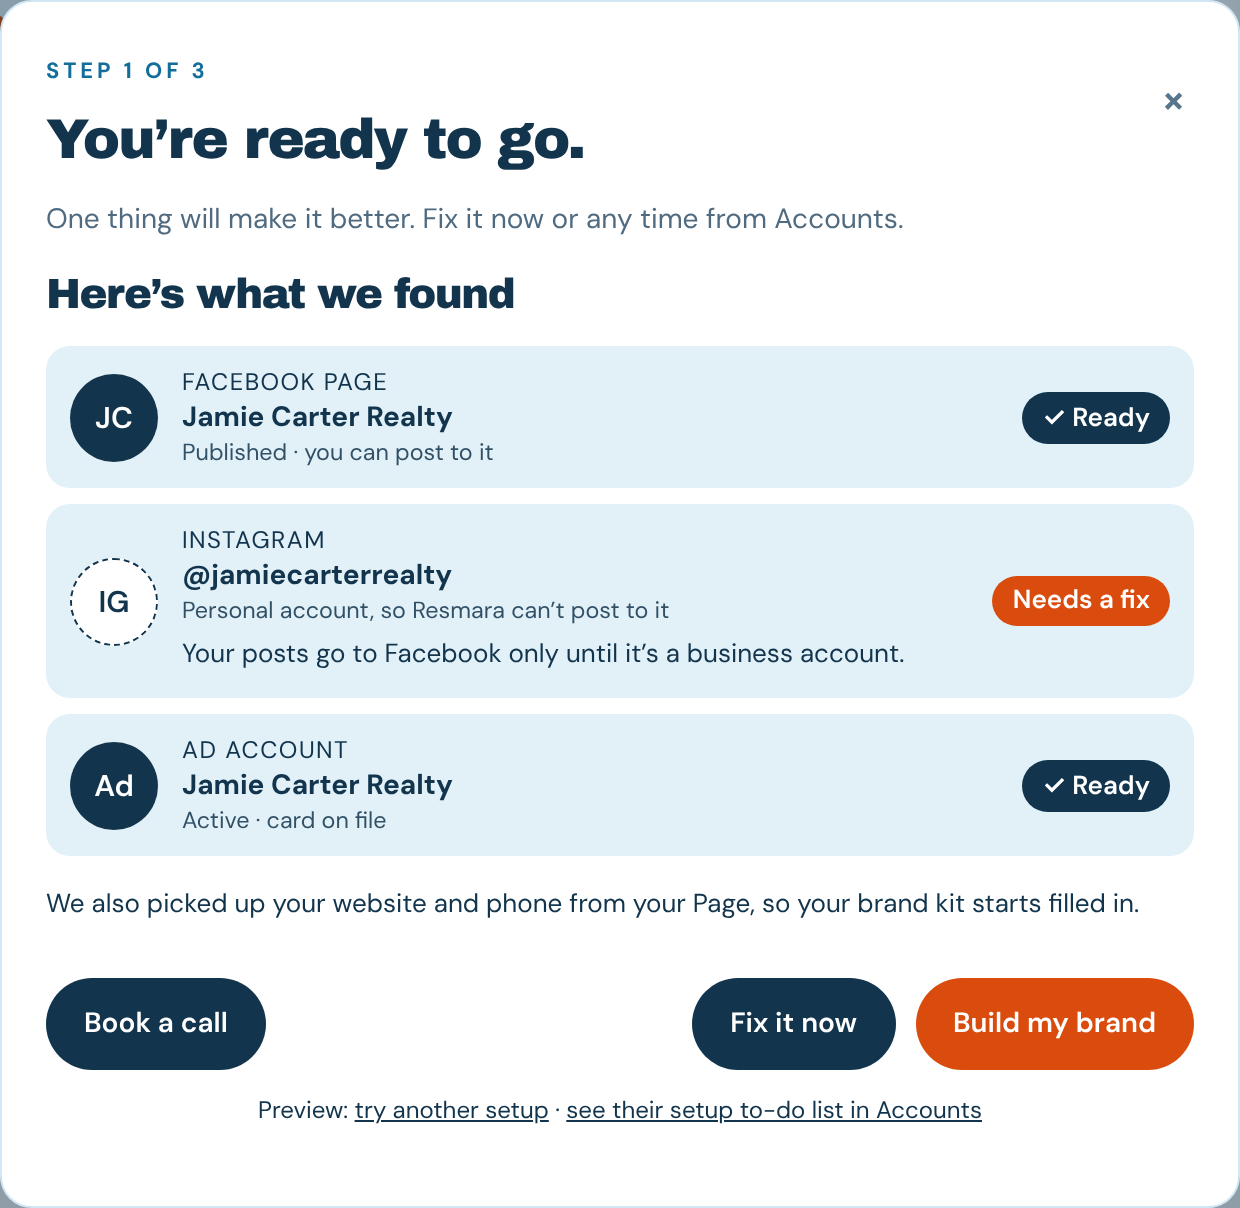 STEP 1 OF 3
×
You’re ready to go.
One thing will make it better. Fix it now or any time from Accounts.
Here’s what we found
JC
FACEBOOK PAGE
Jamie Carter Realty
Published · you can post to it
✓ Ready
IG
INSTAGRAM
@jamiecarterrealty
Personal account, so Resmara can’t post to it
Your posts go to Facebook only until it’s a business account.
Needs a fix
Ad
AD ACCOUNT
Jamie Carter Realty
Active · card on file
✓ Ready
We also picked up your website and phone from your Page, so your brand kit starts filled in.
Book a call
Fix it now
Build my brand
Preview: try another setup · see their setup to-do list in Accounts